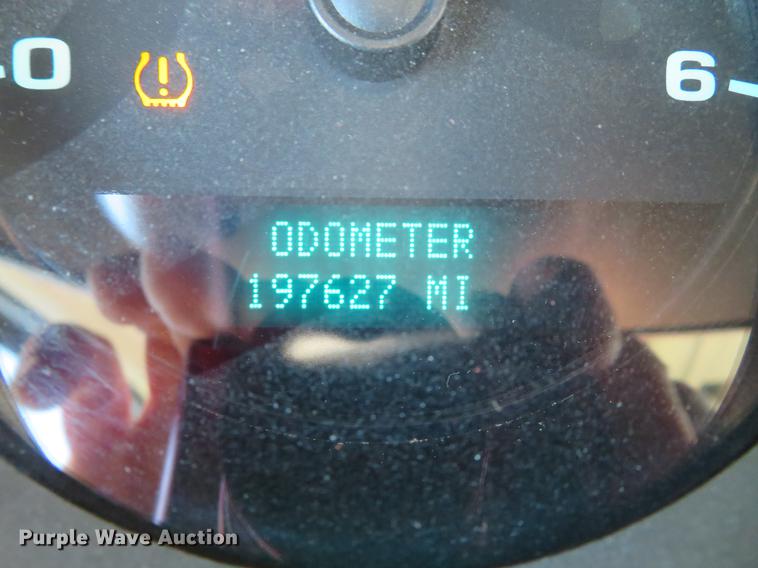 0
6
ODOMETER
197627 MI
Purple Wave Auction